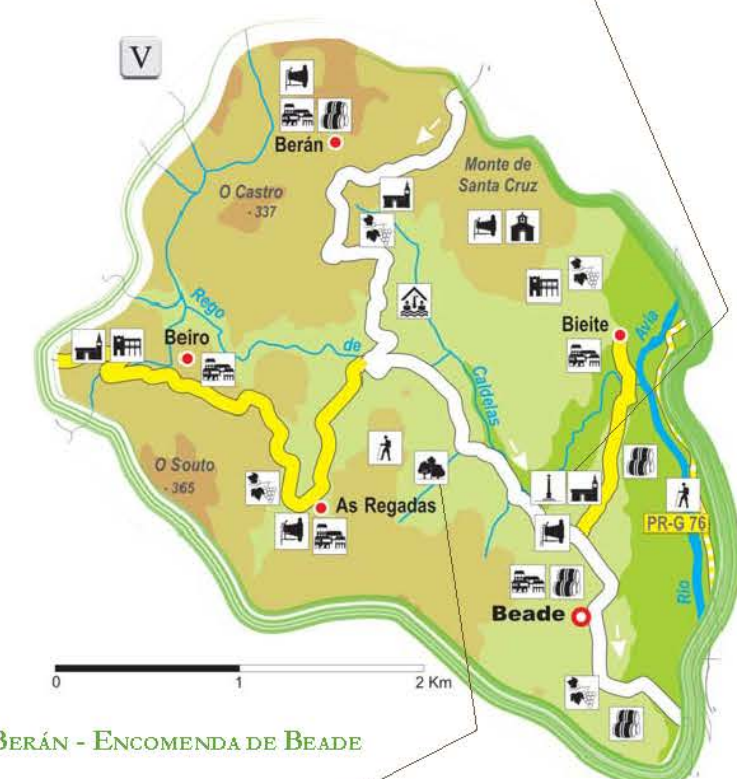 V
Berán
Monte de
Santa Cruz
O Castro
- 337
Rego
de
Caldelas
Beiro
Bieite
Avia
O Souto
- 365
As Regadas
PR-G 76
Río
Beade
0 1 2 Km
BERÁN - ENCOMENDA DE BEADE